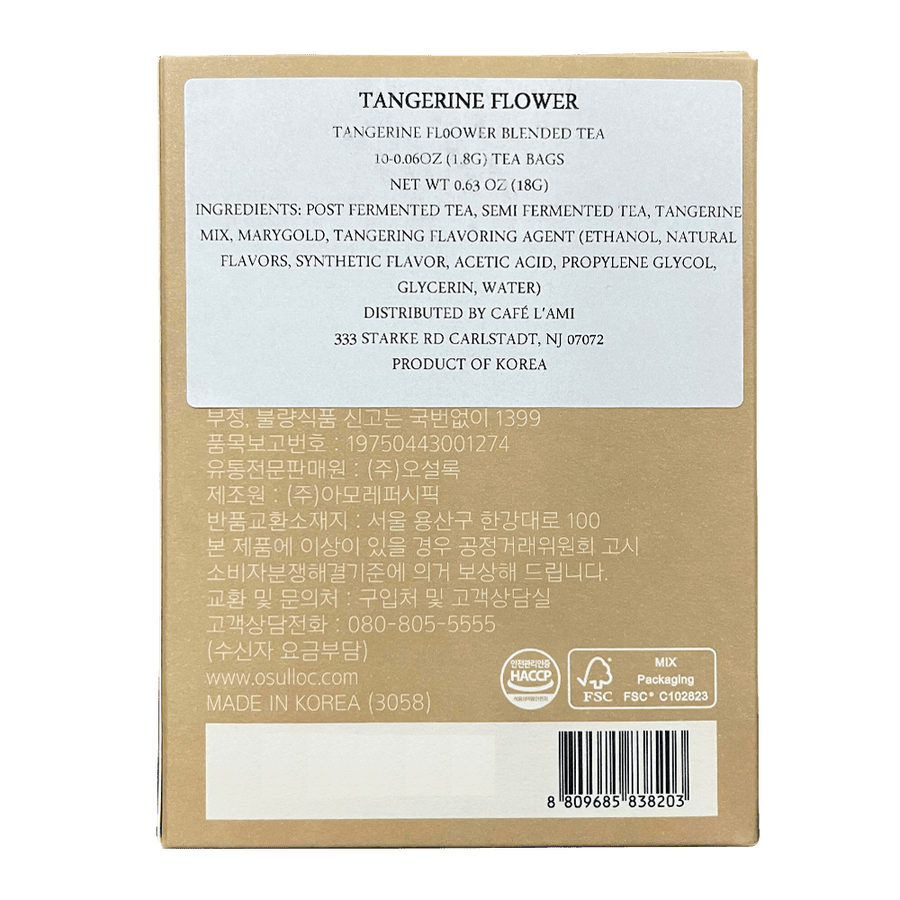 TANGERINE FLOWER
TANGERINE FL0OWER BLENDED TEA
10-0.06OZ (1.8G) TEA BAGS
NET WT 0.63 OZ (18G)
INGREDIENTS: POST FERMENTED TEA, SEMI FERMENTED TEA, TANGERINE
MIX, MARYGOLD, TANGERING FLAVORING AGENT (ETHANOL, NATURAL
FLAVORS, SYNTHETIC FLAVOR, ACETIC ACID, PROPYLENE GLYCOL,
GLYCERIN, WATER)
DISTRIBUTED BY CAFÉ L'AMI
333 STARKE RD CARLSTADT, NJ 07072
PRODUCT OF KOREA
부정, 불량식품 신고는 국번없이 1399
품목보고번호 : 19750443001274
유통전문판매원 : (주)오설록
제조원 : (주)아모레퍼시픽
반품교환소재지 : 서울 용산구 한강대로 100
본 제품에 이상이 있을 경우 공정거래위원회 고시
소비자분쟁해결기준에 의거 보상해 드립니다.
교환 및 문의처 : 구입처 및 고객상담실
고객상담전화 : 080-805-5555
(수신자 요금부담)
www.osulloc.com
MADE IN KOREA (3058)
안전관리인증
HACCP
FSC
MIX
Packaging
FSC® C102823
8 809685 838203